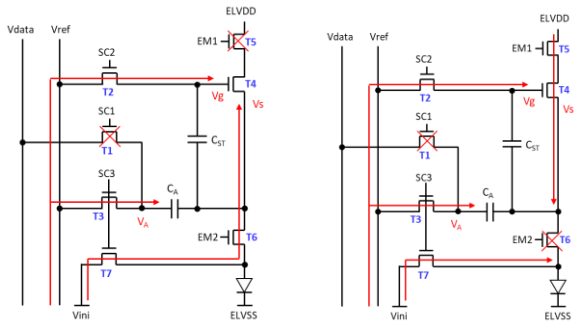 ELVDD
Vdata
Vref
EM1
T5
SC2
T4
T2
Vg
Vs
SC1
CST
T1
SC3
CA
T3
VA
EM2
T6
T7
Vini
ELVSS
ELVDD
Vdata
Vref
EM1
T5
SC2
T4
T2
Vg
Vs
SC1
CST
T1
SC3
CA
T3
VA
EM2
T6
T7
Vini
ELVSS